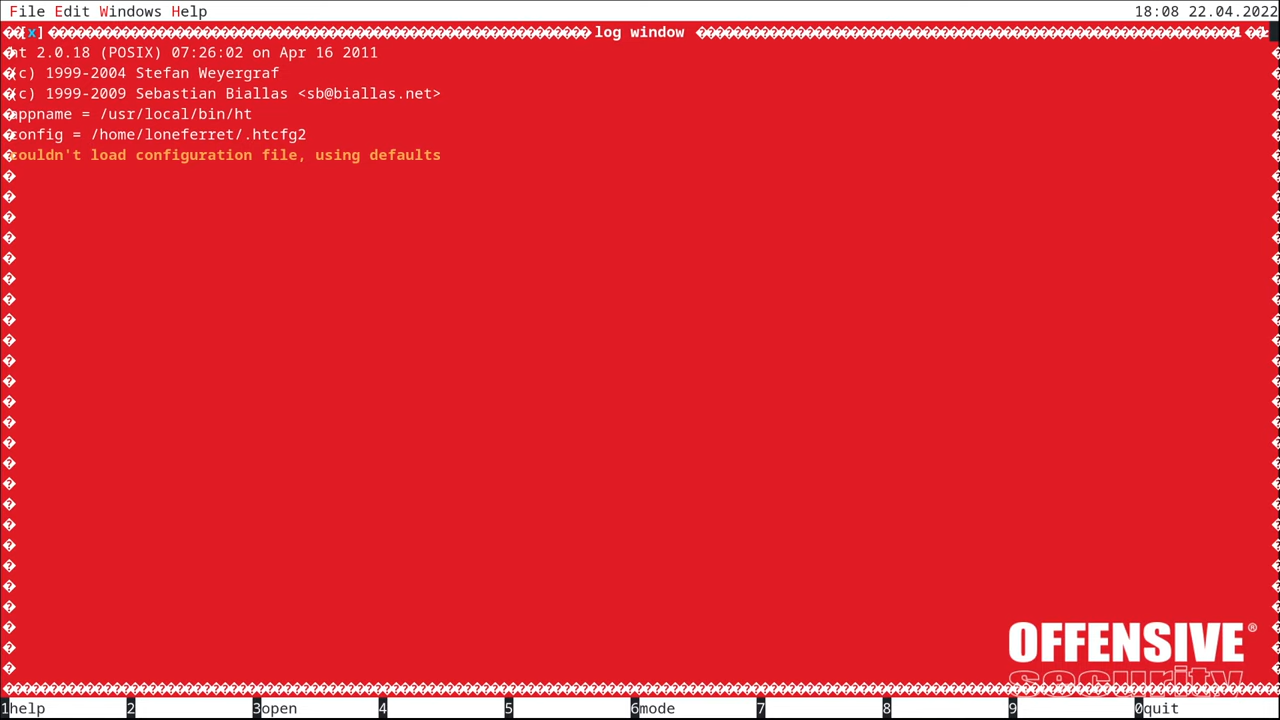 File Edit Windows Help 18:08 22.04.2022
[x] log window 1
ht 2.0.18 (POSIX) 07:26:02 on Apr 16 2011
(c) 1999-2004 Stefan Weyergraf
(c) 1999-2009 Sebastian Biallas <sb@biallas.net>
appname = /usr/local/bin/ht
config = /home/loneferret/.htcfg2
couldn't load configuration file, using defaults
OFFENSIVE®
security
1help 2 3open 4 5 6mode 7 8 9 0quit